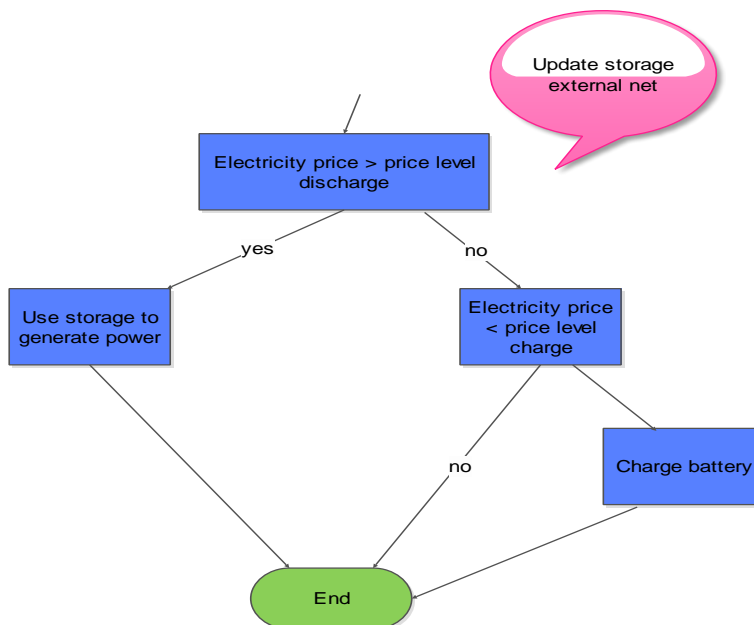 Update storage
external net
Electricity price > price level
discharge
yes
no
Use storage to
generate power
Electricity price
< price level
charge
no
Charge battery
End